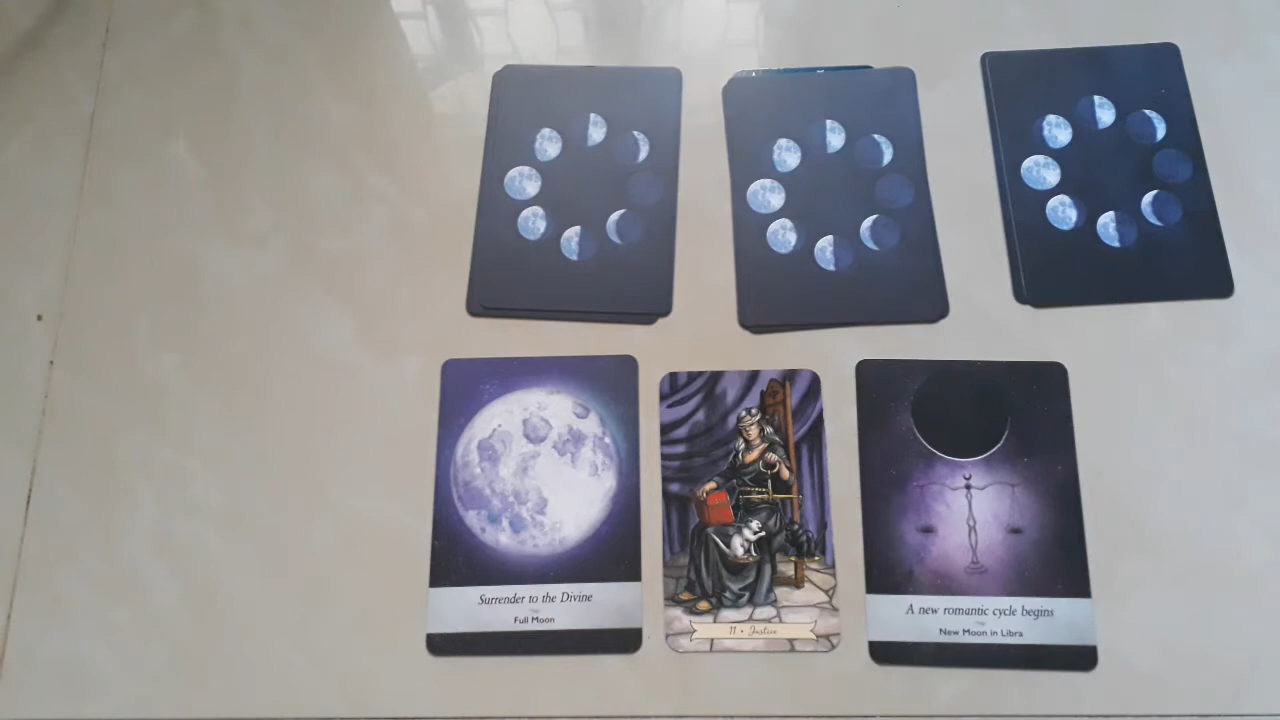 Surrender to the Divine
Full Moon
11 • Justice
A new romantic cycle begins
New Moon in Libra